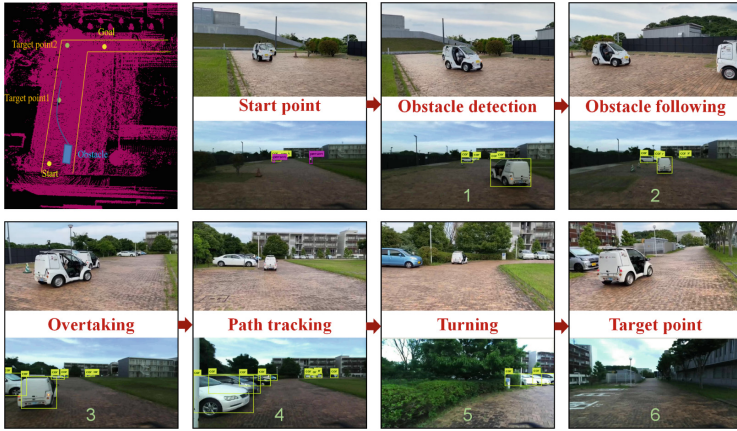 Target point2
Goal
Target point1
Obstacle
Start
Start point
Obstacle detection
Obstacle following
1
2
Overtaking
Path tracking
Turning
Target point
3
4
5
6